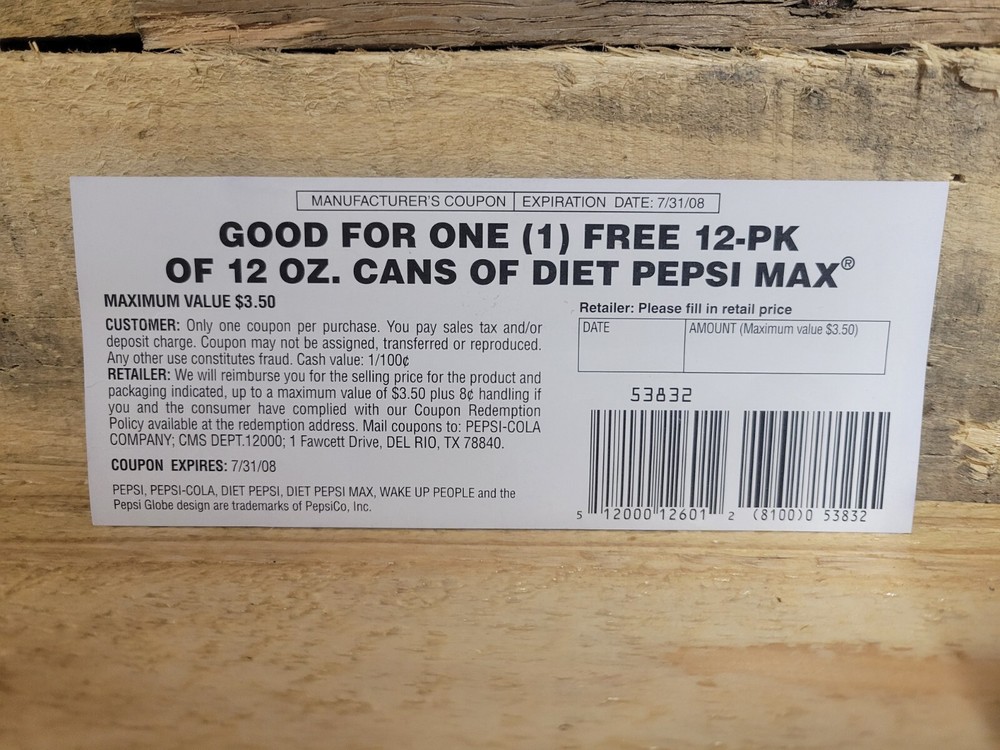 MANUFACTURER'S COUPON EXPIRATION DATE: 7/31/08
GOOD FOR ONE (1) FREE 12-PK
OF 12 OZ. CANS OF DIET PEPSI MAX®
MAXIMUM VALUE $3.50
CUSTOMER: Only one coupon per purchase. You pay sales tax and/or
deposit charge. Coupon may not be assigned, transferred or reproduced.
Any other use constitutes fraud. Cash value: 1/100¢
RETAILER: We will reimburse you for the selling price for the product and
packaging indicated, up to a maximum value of $3.50 plus 8¢ handling if
you and the consumer have complied with our Coupon Redemption
Policy available at the redemption address. Mail coupons to: PEPSI-COLA
COMPANY; CMS DEPT.12000; 1 Fawcett Drive, DEL RIO, TX 78840.
COUPON EXPIRES: 7/31/08
PEPSI, PEPSI-COLA, DIET PEPSI, DIET PEPSI MAX, WAKE UP PEOPLE and the
Pepsi Globe design are trademarks of PepsiCo, Inc.
Retailer: Please fill in retail price
DATE AMOUNT (Maximum value $3.50)
53832
5 12000 12601 2 (8100)0 53832